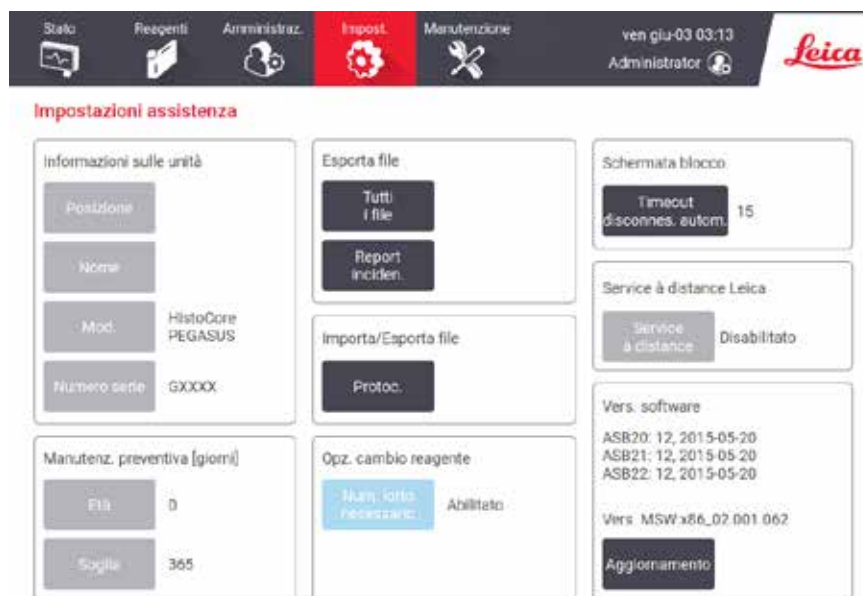 Stato
Reagenti
Amministraz.
Impost.
Manutenzione
ven giu-03 03:13
Administrator
Leica
Impostazioni assistenza
Informazioni sulle unità
Posizione
Nome
Mod.
HistoCore
PEGASUS
Numero serie
GXXXX
Manutenz. preventiva [giorni]
Età
0
Soglia
365
Esporta file
Tutti
i file
Report
inciden.
Importa/Esporta file
Protoc.
Opz. cambio reagente
Num. lotto
necessario
Abilitato
Schermata blocco
Timeout
disconnes. autom.
15
Service à distance Leica
Service
à distance
Disabilitato
Vers. software
ASB20: 12, 2015-05-20
ASB21: 12, 2015-05-20
ASB22: 12, 2015-05-20
Vers. MSW:x86_02.001.062
Aggiornamento